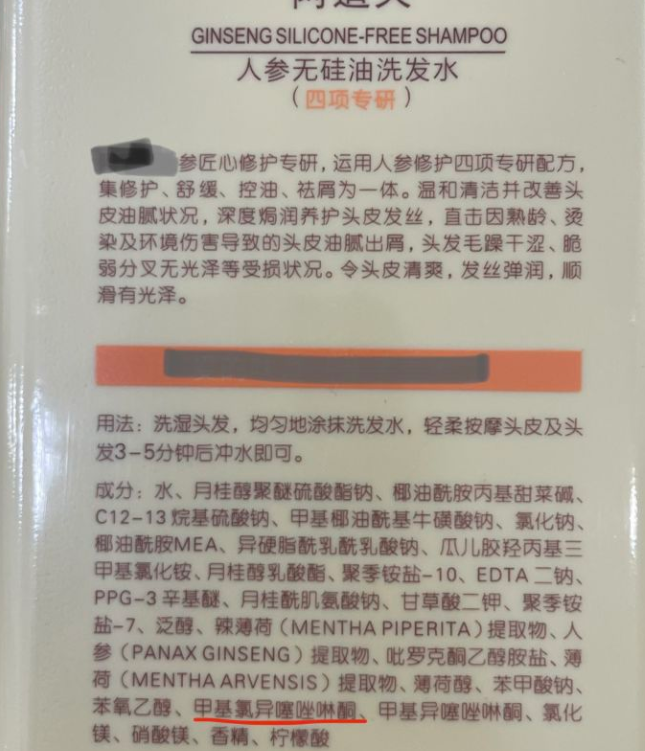 GINSENG SILICONE-FREE SHAMPOO
人参无硅油洗发水
(四项专研)
参匠心修护专研，运用人参修护四项专研配方，
集修护、舒缓、控油、祛屑为一体。温和清洁并改善头
皮油腻状况，深度焗润养护头皮发丝，直击因熟龄、烫
染及环境伤害导致的头皮油腻出屑，头发毛躁干涩、脆
弱分叉无光泽等受损状况。令头皮清爽，发丝弹润，顺
滑有光泽。
用法：洗湿头发，均匀地涂抹洗发水，轻柔按摩头皮及头
发3-5分钟后冲水即可。
成分：水、月桂醇聚醚硫酸酯钠、椰油酰胺丙基甜菜碱、
C12-13 烷基硫酸钠、甲基椰油酰基牛磺酸钠、氯化钠、
椰油酰胺MEA、异硬脂酰乳酰乳酸钠、瓜儿胶羟丙基三
甲基氯化铵、月桂醇乳酸酯、聚季铵盐-10、EDTA 二钠、
PPG-3 辛基醚、月桂酰肌氨酸钠、甘草酸二钾、聚季铵
盐-7、泛醇、辣薄荷（MENTHA PIPERITA）提取物、人
参（PANAX GINSENG）提取物、吡罗克酮乙醇胺盐、薄
荷（MENTHA ARVENSIS）提取物、薄荷醇、苯甲酸钠、
苯氧乙醇、甲基氯异噻唑啉酮、甲基异噻唑啉酮、氯化
镁、硝酸镁、香精、柠檬酸